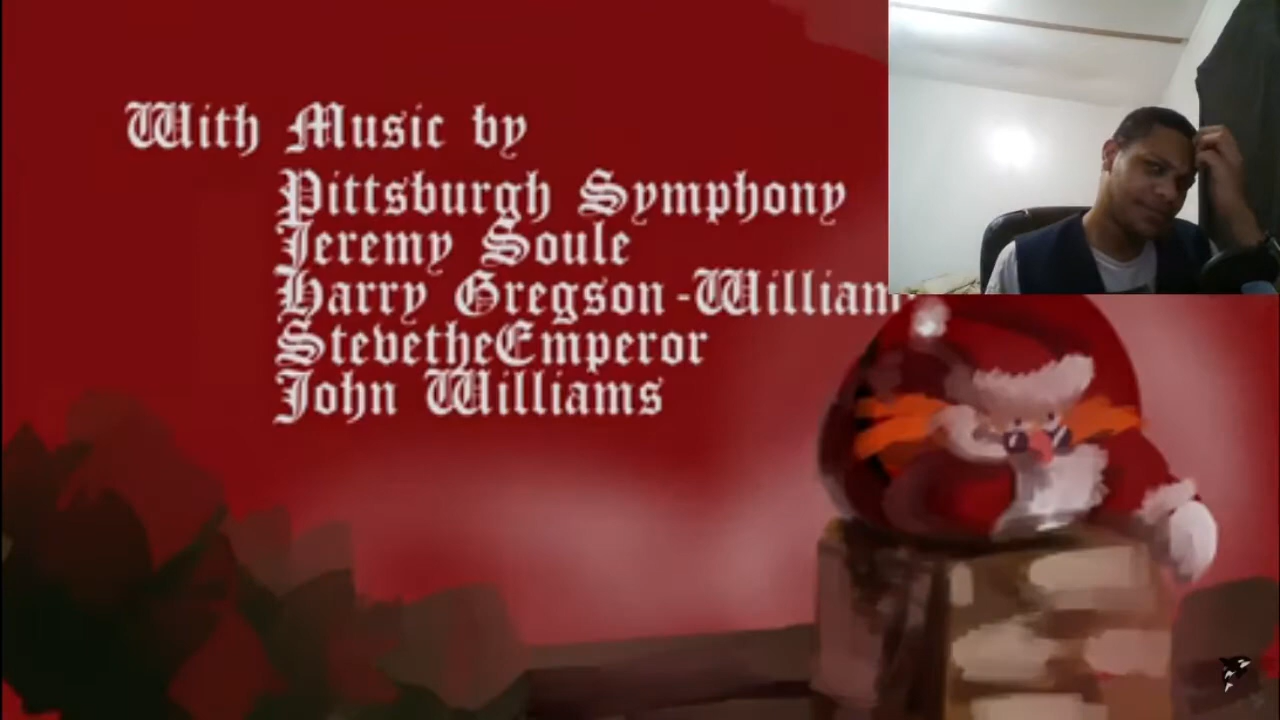 With Music by
Pittsburgh Symphony
Jeremy Soule
Harry Gregson-William
StevetheEmperor
John Williams